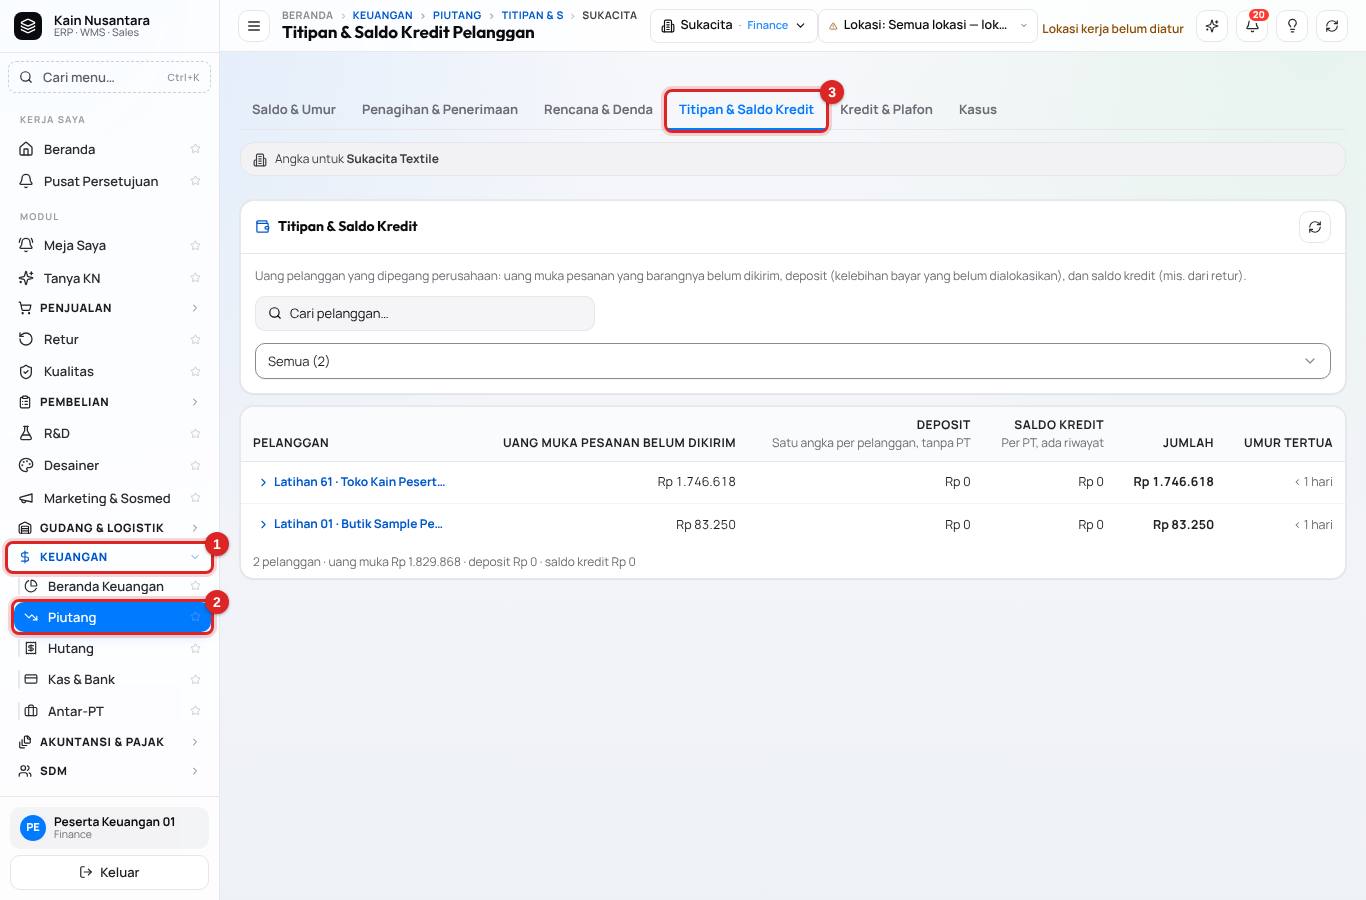 Kain Nusantara
ERP · WMS · Sales
Cari menu... Ctrl+K
KERJA SAYA
Beranda
Pusat Persetujuan
MODUL
Meja Saya
Tanya KN
PENJUALAN
Retur
Kualitas
PEMBELIAN
R&D
Desainer
Marketing & Sosmed
GUDANG & LOGISTIK
KEUANGAN
1
Beranda Keuangan
Piutang
2
Hutang
Kas & Bank
Antar-PT
AKUNTANSI & PAJAK
SDM
PE
Peserta Keuangan 01
Finance
Keluar
BERANDA > KEUANGAN > PIUTANG > TITIPAN & S > SUKACITA
Titipan & Saldo Kredit Pelanggan
Sukacita · Finance
Lokasi: Semua lokasi — lok...
Lokasi kerja belum diatur
20
Saldo & Umur Penagihan & Penerimaan Rencana & Denda Titipan & Saldo Kredit Kredit & Plafon Kasus
3
Angka untuk Sukacita Textile
Titipan & Saldo Kredit
Uang pelanggan yang dipegang perusahaan: uang muka pesanan yang barangnya belum dikirim, deposit (kelebihan bayar yang belum dialokasikan), dan saldo kredit (mis. dari retur).
Cari pelanggan...
Semua (2)
PELANGGAN UANG MUKA PESANAN BELUM DIKIRIM DEPOSIT SALDO KREDIT JUMLAH UMUR TERTUA
Satu angka per pelanggan, tanpa PT Per PT, ada riwayat
Latihan 61 · Toko Kain Pesert... Rp 1.746.618 Rp 0 Rp 0 Rp 1.746.618 < 1 hari
Latihan 01 · Butik Sample Pe... Rp 83.250 Rp 0 Rp 0 Rp 83.250 < 1 hari
2 pelanggan · uang muka Rp 1.829.868 · deposit Rp 0 · saldo kredit Rp 0